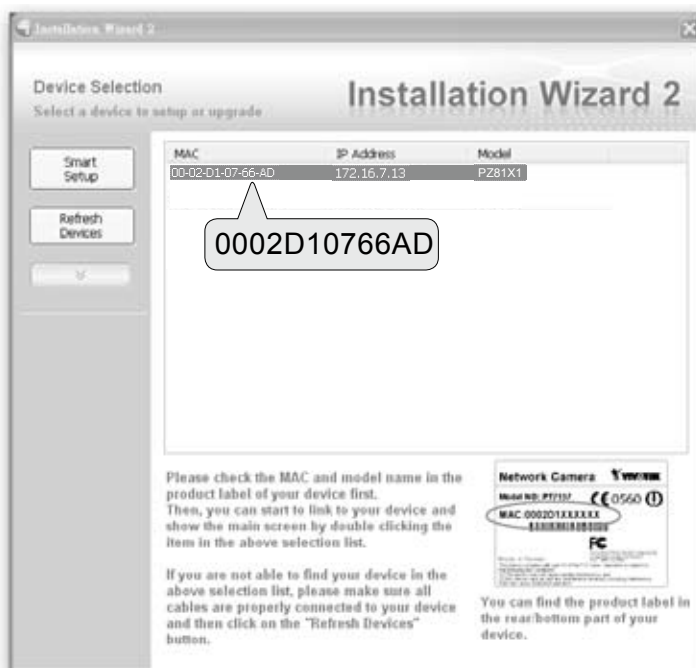 Installation Wizard 2
Device Selection
Select a device to setup or upgrade
Installation Wizard 2
Smart
Setup
Refresh
Devices
MAC IP Address Model
00-02-D1-07-66-AD 172.16.7.13 PZ81X1
0002D10766AD
Please check the MAC and model name in the
product label of your device first.
Then, you can start to link to your device and
show the main screen by double clicking the
item in the above selection list.
If you are not able to find your device in the
above selection list, please make sure all
cables are properly connected to your device
and then click on the "Refresh Devices"
button.
Network Camera VIVOTEK
Model NO: PT7137 CE 0560
MAC:0002D1XXXXXX
FC
You can find the product label in
the rear/bottom part of your
device.